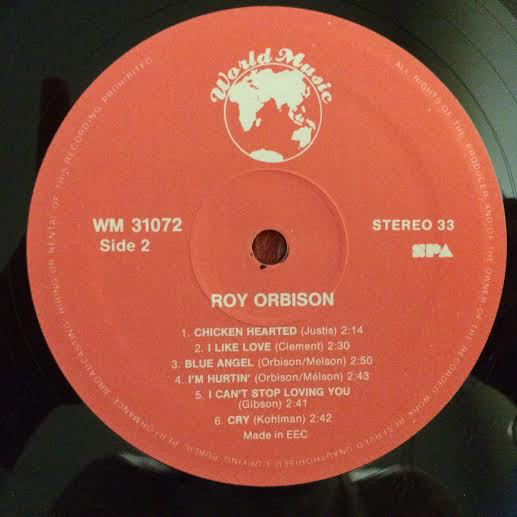 World Music
WM 31072
Side 2
STEREO 33
SPA
ROY ORBISON
1. CHICKEN HEARTED (Justis) 2:14
2. I LIKE LOVE (Clement) 2:30
3. BLUE ANGEL (Orbison/Melson) 2:50
4. I'M HURTIN' (Orbison/Mélson) 2:43
5. I CAN'T STOP LOVING YOU
(Gibson) 2:41
6. CRY (Kohlman) 2:42
Made in EEC
ALL RIGHTS OF THE PRODUCER AND OF THE OWNER OF THE RECORDED WORK RESERVED UNAUTHORISED COPYING PUBLIC PERFORMANCE BROADCASTING HIRING OR RENTAL OF THIS RECORDING PROHIBITED